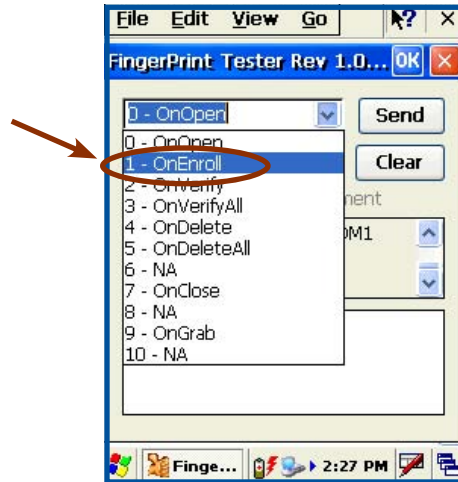 File Edit View Go ? ×
FingerPrint Tester Rev 1.0... OK ×
0 - OnOpen Send
0 - OnOpen
1 - OnEnroll Clear
2 - OnVerify
3 - OnVerifyAll ment
4 - OnDelete OM1
5 - OnDeleteAll
6 - NA
7 - OnClose
8 - NA
9 - OnGrab
10 - NA
Finge... 2:27 PM